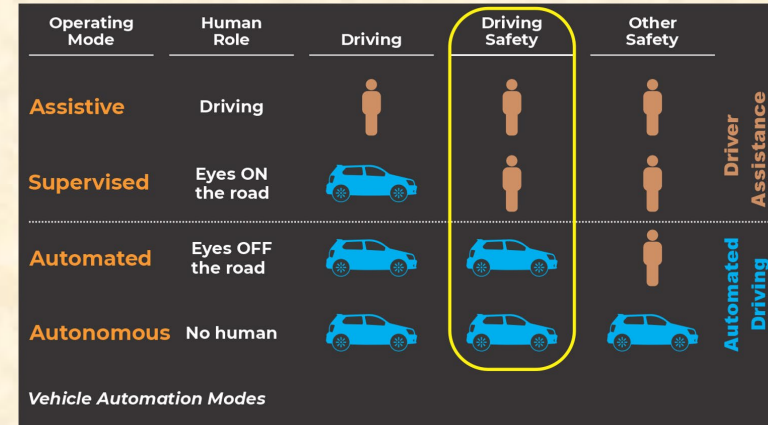 Operating Mode
Human Role
Driving
Driving Safety
Other Safety
Assistive
Driving
Supervised
Eyes ON
the road
Automated
Eyes OFF
the road
Autonomous
No human
Driver Assistance
Automated Driving
Vehicle Automation Modes